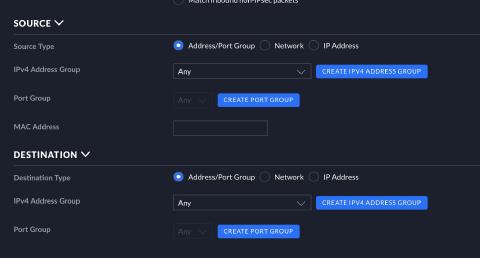 Match inbound non-IPsec packets
SOURCE
Source Type Address/Port Group Network IP Address
IPv4 Address Group Any CREATE IPV4 ADDRESS GROUP
Port Group Any CREATE PORT GROUP
MAC Address
DESTINATION
Destination Type Address/Port Group Network IP Address
IPv4 Address Group Any CREATE IPV4 ADDRESS GROUP
Port Group Any CREATE PORT GROUP